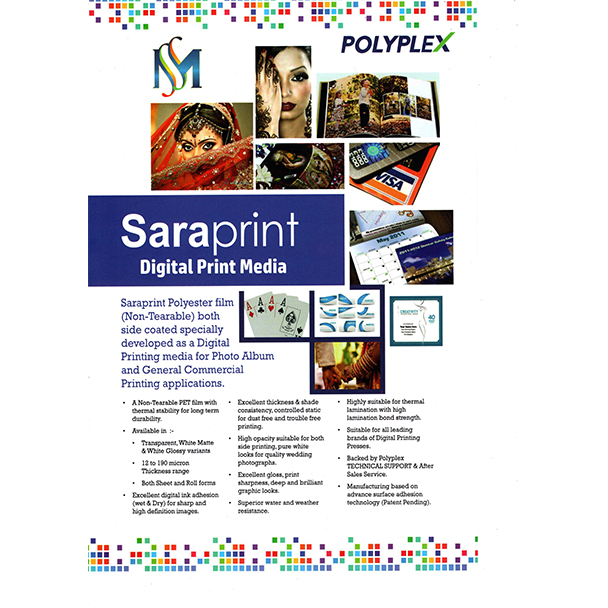 SSM
POLYPLEX
VISA
May 2011
Saraprint
Digital Print Media
Saraprint Polyester film
(Non-Tearable) both
side coated specially
developed as a Digital
Printing media for Photo Album
and General Commercial
Printing applications.
CREATIVITY
40
• A Non-Tearable PET film with
thermal stability for long term
durability.
• Available in :-
• Transparent, White Matte
& White Glossy variants
• 12 to 190 micron
Thickness range
• Both Sheet and Roll forms
• Excellent digital ink adhesion
(wet & Dry) for sharp and
high definition images.
• Excellent thickness & shade
consistency, controlled static
for dust free and trouble free
printing.
• High opacity suitable for both
side printing, pure white
looks for quality wedding
photographs.
• Excellent gloss, print
sharpness, deep and brilliant
graphic looks.
• Superior water and weather
resistance.
• Highly suitable for thermal
lamination with high
lamination bond strength.
• Suitable for all leading
brands of Digital Printing
Presses.
• Backed by Polyplex
TECHNICAL SUPPORT & After
Sales Service.
• Manufacturing based on
advance surface adhesion
technology (Patent Pending).